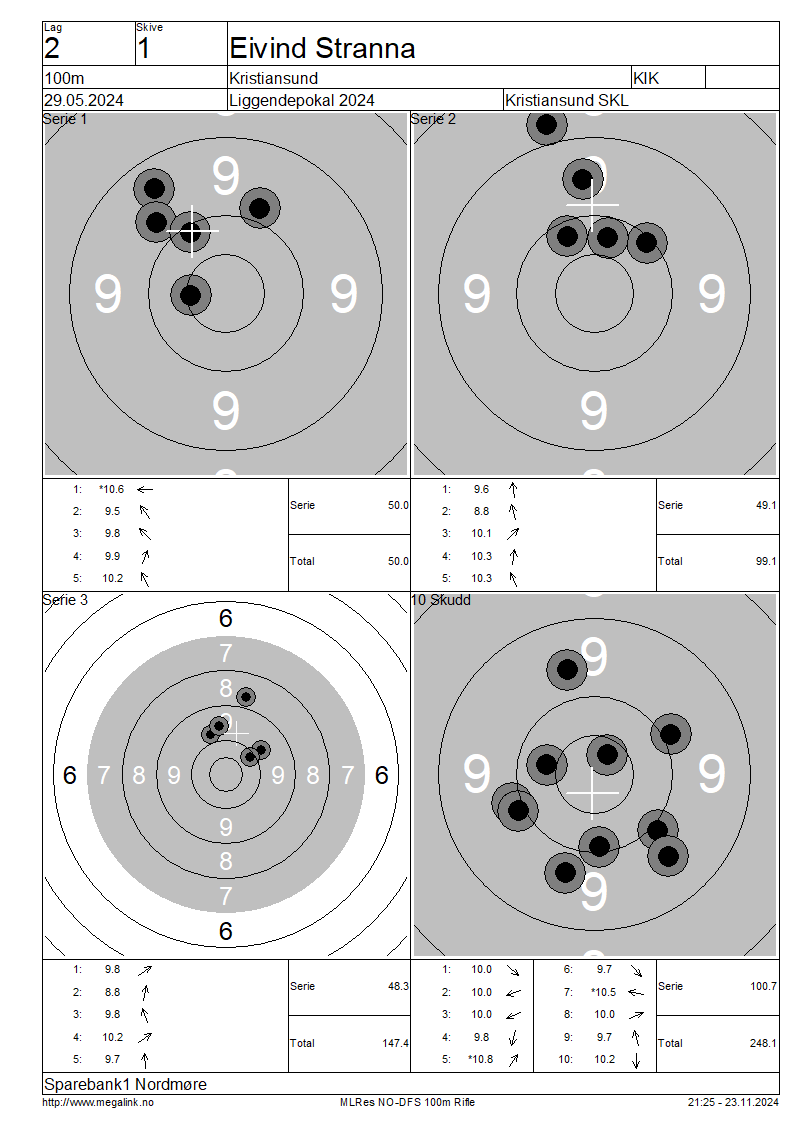 Lag
Skive
2
1
Eivind Stranna
100m
Kristiansund
KIK
29.05.2024
Liggendepokal 2024
Kristiansund SKL
Serie 1
9
9 9
9
Serie 2
9
9 9
9
1: *10.6
2: 9.5
3: 9.8
4: 9.9
5: 10.2
Serie 50.0
Total 50.0
1: 9.6
2: 8.8
3: 10.1
4: 10.3
5: 10.3
Serie 49.1
Total 99.1
Serie 3
6
7
8
9
6 7 8 9 9 8 7 6
9
8
7
6
10 Skudd
9
9 9
9
1: 9.8
2: 8.8
3: 9.8
4: 10.2
5: 9.7
Serie 48.3
Total 147.4
1: 10.0
2: 10.0
3: 10.0
4: 9.8
5: *10.8
6: 9.7
7: *10.5
8: 10.0
9: 9.7
10: 10.2
Serie 100.7
Total 248.1
Sparebank1 Nordmøre
http://www.megalink.no MLRes NO-DFS 100m Rifle 21:25 - 23.11.2024